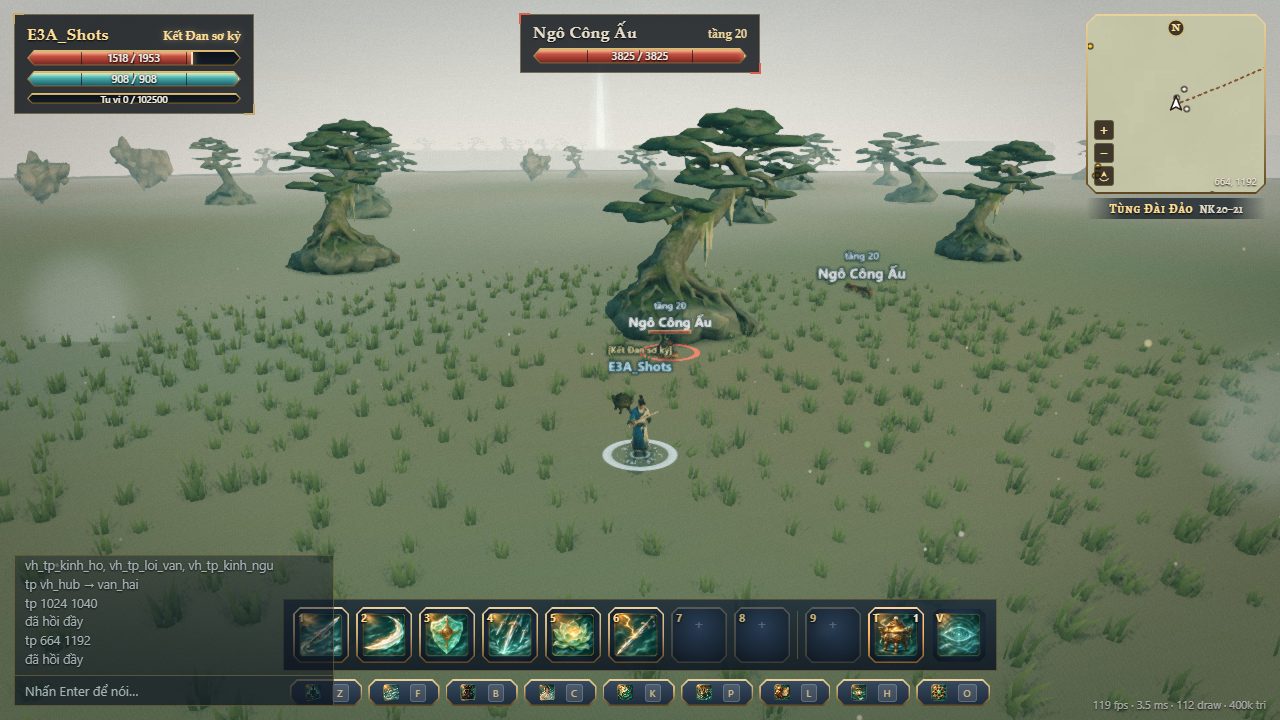 E3A_Shots
Kết Đan sơ kỳ
1518 / 1953
908 / 908
Tu vi 0 / 102500
Ngô Công Ấu
tầng 20
3825 / 3825
N
+
−
664, 1192
Tùng Đài Đảo NK20-21
tầng 20
Ngô Công Ấu
tầng 20
Ngô Công Ấu
[Kết Đan sơ kỳ]
E3A_Shots
vh_tp_kinh_ho, vh_tp_loi_van, vh_tp_kinh_ngu
tp vh_hub → van_hai
tp 1024 1040
đã hồi đầy
tp 664 1192
đã hồi đầy
Nhấn Enter để nói...
1 2 3 4 5 6 7 + 8 + 9 + T 1 V
Z F B C K P L H O
119 fps · 3.5 ms · 112 draw · 400k tri